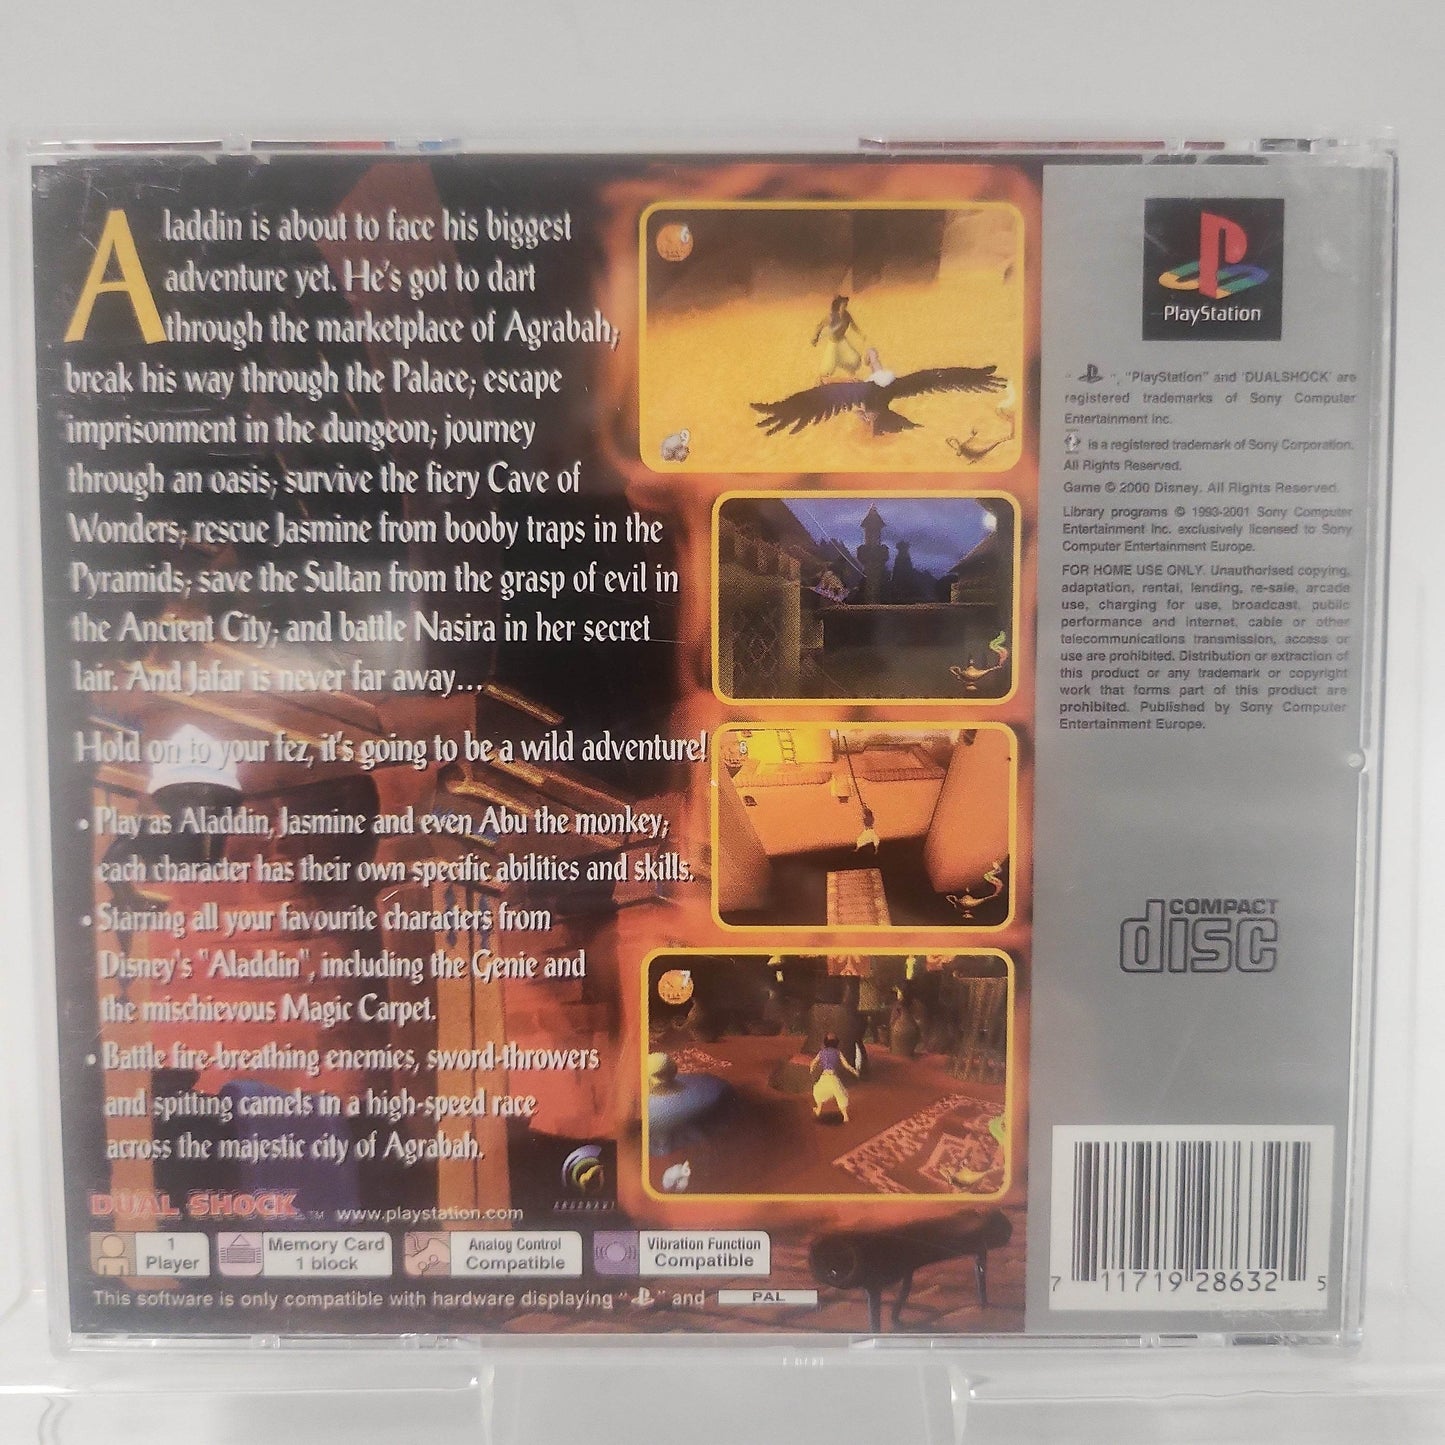 Aladdin is about to face his biggest
adventure yet. He's got to dart
through the marketplace of Agrabah;
break his way through the Palace; escape
imprisonment in the dungeon; journey
through an oasis; survive the fiery Cave of
Wonders; rescue Jasmine from booby traps in the
Pyramids; save the Sultan from the grasp of evil in
the Ancient City; and battle Nasira in her secret
lair. And Jafar is never far away...
Hold on to your fez, it's going to be a wild adventure!
• Play as Aladdin, Jasmine and even Abu the monkey;
each character has their own specific abilities and skills.
• Starring all your favourite characters from
Disney's "Aladdin", including the Genie and
the mischievous Magic Carpet.
• Battle fire-breathing enemies, sword-throwers
and spitting camels in a high-speed race
across the majestic city of Agrabah.
ARGONAUT
DUAL SHOCK™ www.playstation.com
1
Player
Memory Card
1 block
Analog Control
Compatible
Vibration Function
Compatible
This software is only compatible with hardware displaying " " and PAL
6
8
7
6
PlayStation
" ", "PlayStation" and 'DUALSHOCK' are
registered trademarks of Sony Computer
Entertainment Inc.
is a registered trademark of Sony Corporation.
All Rights Reserved.
Game © 2000 Disney. All Rights Reserved.
Library programs © 1993-2001 Sony Computer
Entertainment Inc. exclusively licensed to Sony
Computer Entertainment Europe.
FOR HOME USE ONLY. Unauthorised copying,
adaptation, rental, lending, re-sale, arcade
use, charging for use, broadcast, public
performance and internet, cable or other
telecommunications transmission, access or
use are prohibited. Distribution or extraction of
this product or any trademark or copyright
work that forms part of this product are
prohibited. Published by Sony Computer
Entertainment Europe.
COMPACT
disc
7 11719 28632 5